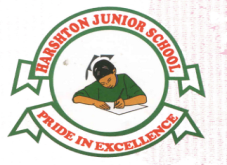 HARSHTON JUNIOR SCHOOL
PRIDE IN EXCELLENCE